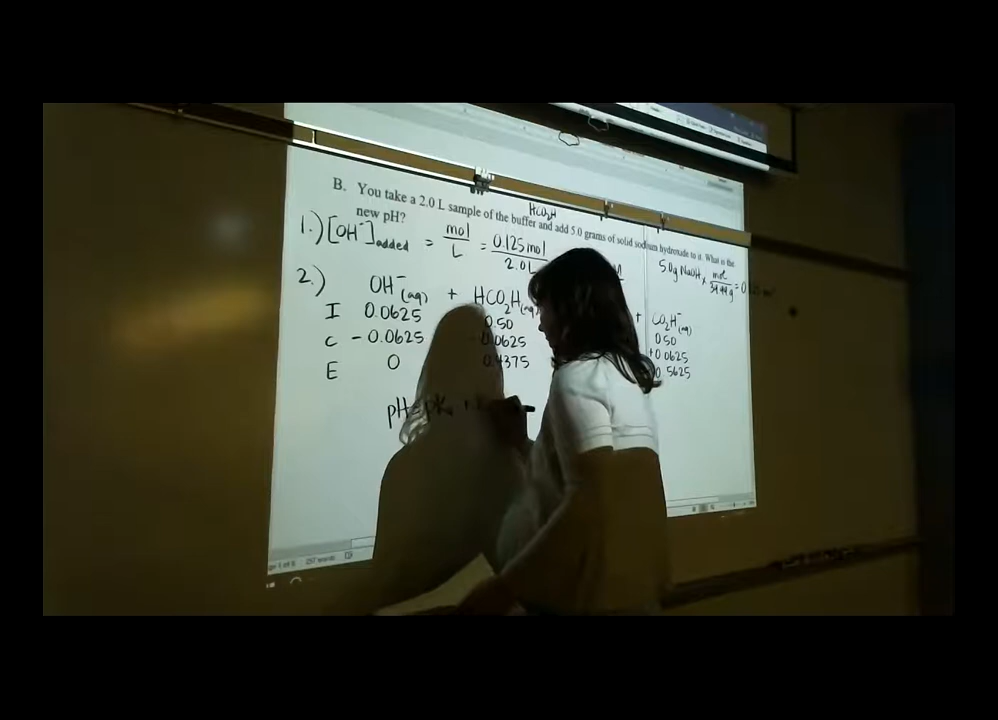 B. You take a 2.0 L sample of the buffer and add 5.0 grams of solid sodium hydroxide to it. What is the
new pH?
HCO₂H
1.) [OH⁻]added = mol/L = 0.125 mol/2.0 L
5.0g NaOH x mol/39.99 g = 0
2.) OH⁻(aq) + HCO₂H(aq) + CO₂H⁻(aq)
I 0.0625 0.50 0.50
C - 0.0625 - 0.0625 + 0.0625
E 0 0.4375 0.5625
pH = pKa